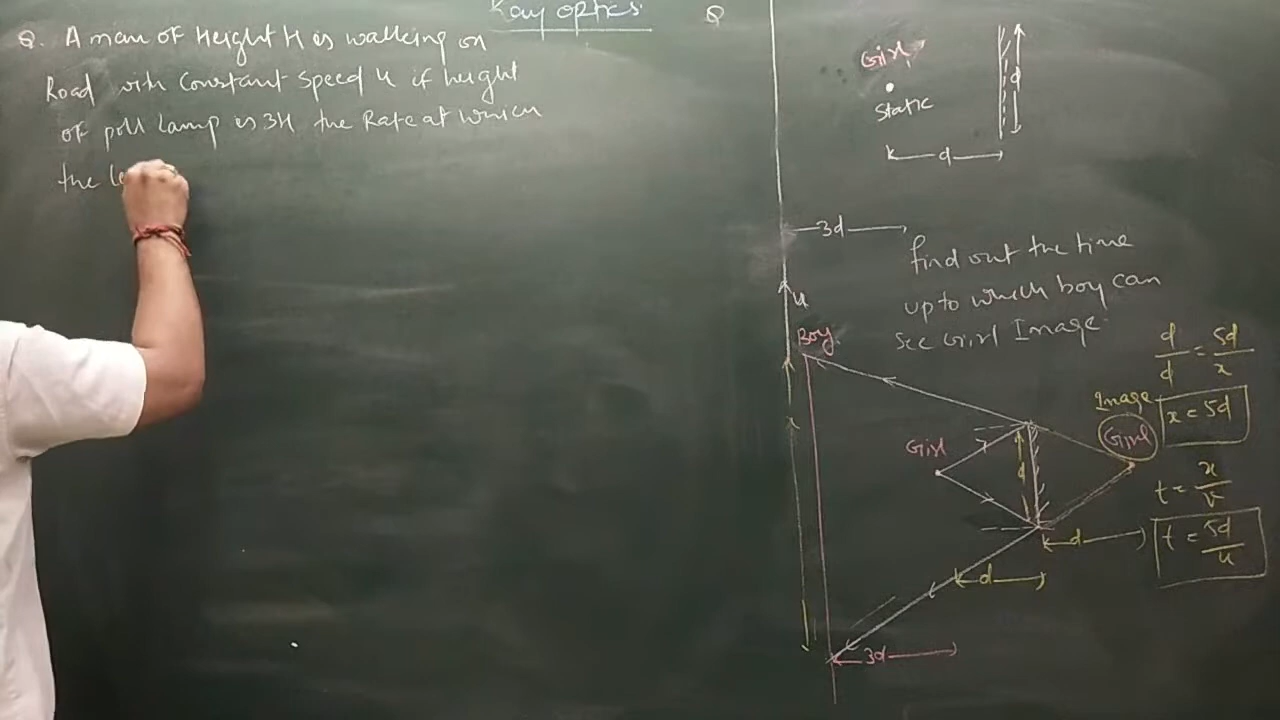 Ray optics.
Q. A man of Height H is walking on
Road with constant speed u if height
of poll lamp is 3H the Rate at which
the le
Q
Girl
Static
d
d
3d
find out the time
up to which boy can
see Girl Image.
u
Boy
x
Girl
d
Image
Girl
d
d
3d
d/d = 5d/x
x = 5d
t = x/v
t = 5d/u